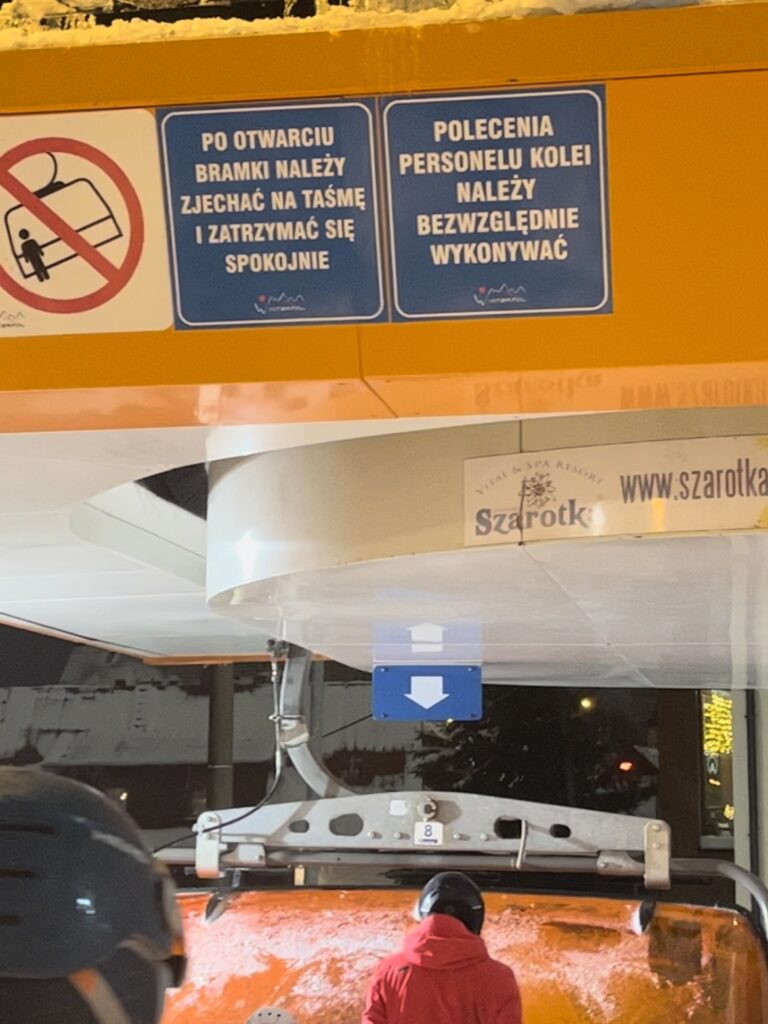 PO OTWARCIU
BRAMKI NALEŻY
ZJECHAĆ NA TAŚMĘ
I ZATRZYMAĆ SIĘ
SPOKOJNIE
POLECENIA
PERSONELU KOLEI
NALEŻY
BEZWZGLĘDNIE
WYKONYWAĆ
VITAL & SPA RESORT
Szarotka
www.szarotka
8